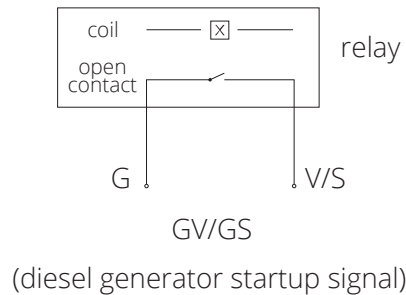 coil
X
relay
open
contact
G
V/S
GV/GS
(diesel generator startup signal)